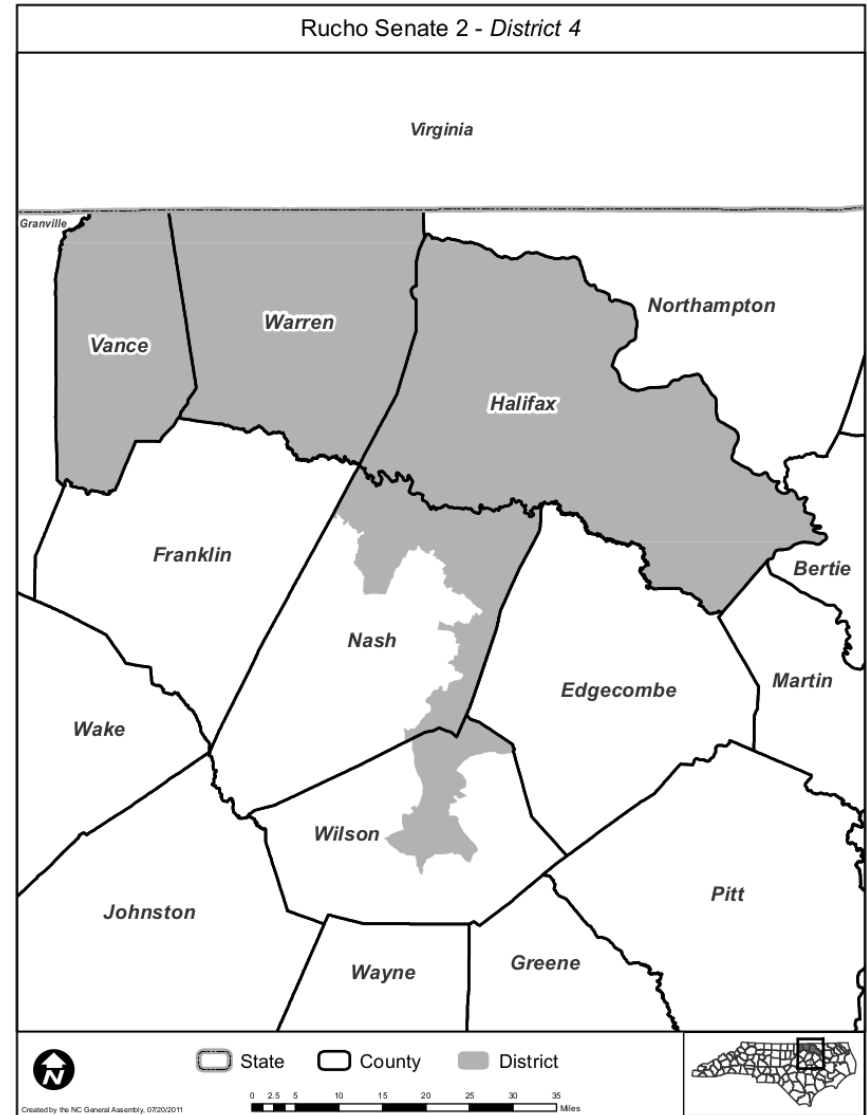 Rucho Senate 2 - District 4
Virginia
Granville
Northampton
Warren
Vance
Halifax
Franklin
Bertie
Nash
Martin
Edgecombe
Wake
Wilson
Pitt
Johnston
Greene
Wayne
N
State
County
District
0 2.5 5 10 15 20 25 30 35
Miles
Created by the NC General Assembly, 07/20/2011